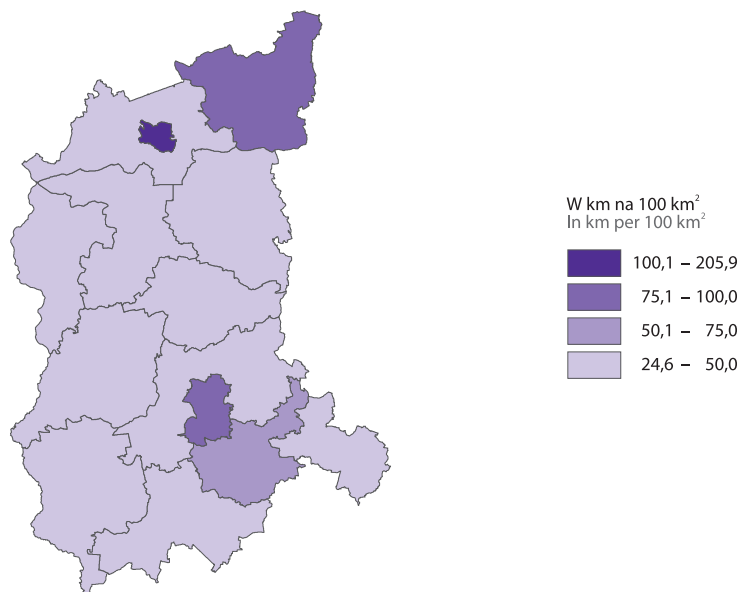 W km na 100 km²
In km per 100 km²
100,1 – 205,9
75,1 – 100,0
50,1 – 75,0
24,6 – 50,0